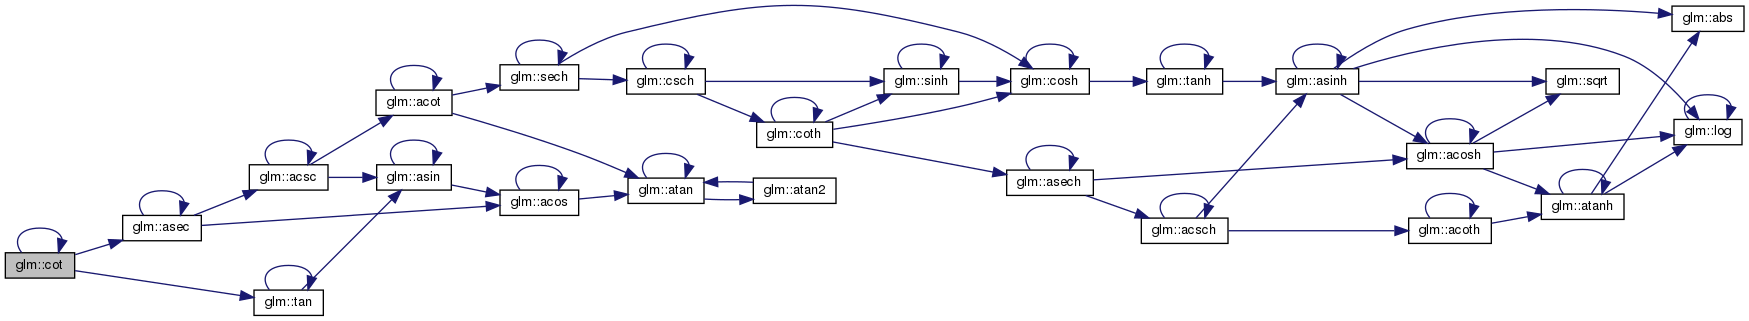 glm::cot
glm::asec
glm::tan
glm::acsc
glm::acot
glm::asin
glm::sech
glm::acos
glm::csch
glm::atan
glm::coth
glm::atan2
glm::sinh
glm::cosh
glm::asech
glm::tanh
glm::acsch
glm::asinh
glm::acosh
glm::acoth
glm::sqrt
glm::atanh
glm::abs
glm::log